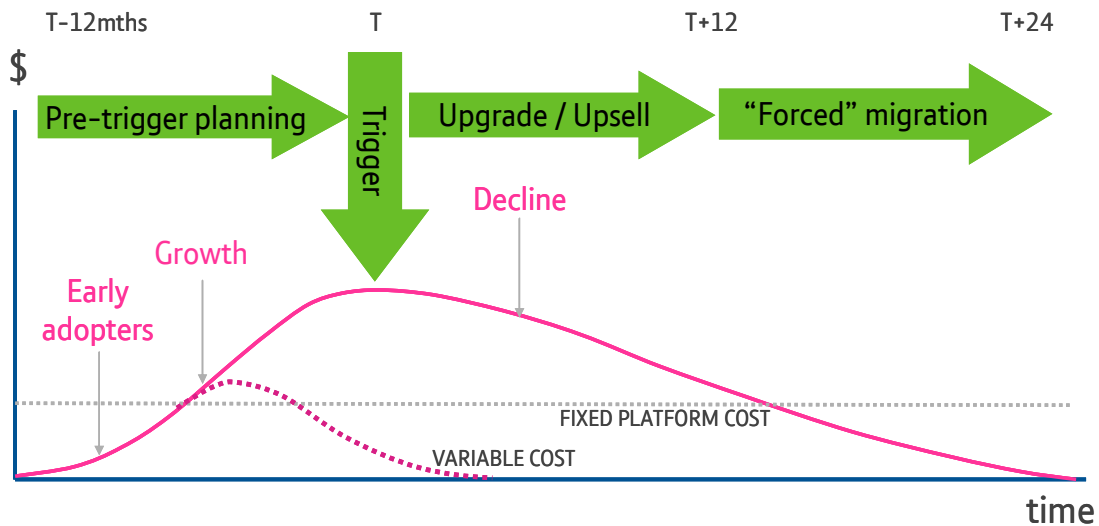 T-12mths
T
T+12
T+24
$
Pre-trigger planning
Trigger
Upgrade / Upsell
“Forced” migration
Decline
Growth
Early
adopters
FIXED PLATFORM COST
VARIABLE COST
time